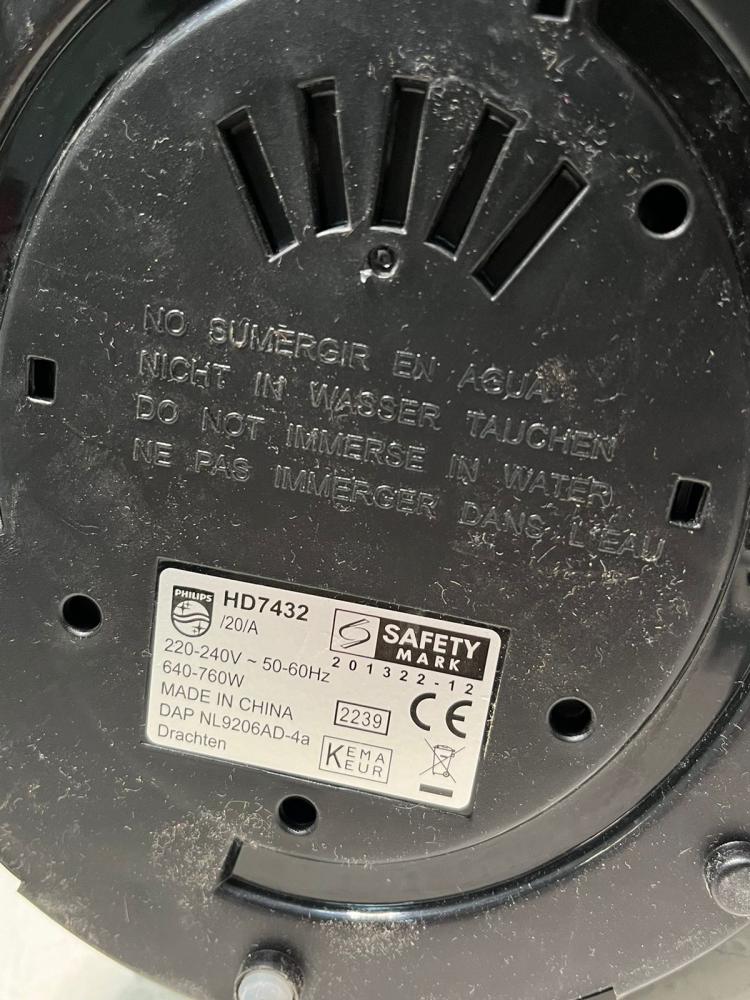 NO SUMERGIR EN AGUA
NICHT IN WASSER TAUCHEN
DO NOT IMMERSE IN WATER
NE PAS IMMERGER DANS L'EAU
PHILIPS
HD7432
/20/A
SAFETY
MARK
201322-12
220-240V ~ 50-60Hz
640-760W
MADE IN CHINA
DAP NL9206AD-4a
Drachten
2239
CE
KEMA
EUR